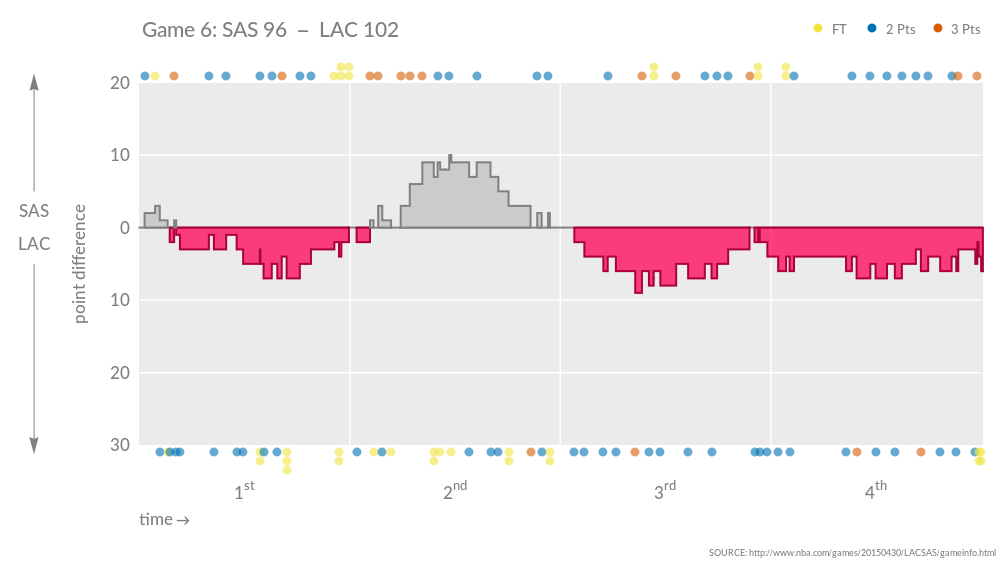 Game 6: SAS 96 – LAC 102
FT
2 Pts
3 Pts
20
10
0
10
20
30
SAS
LAC
point difference
1st
2nd
3rd
4th
time→
SOURCE: http://www.nba.com/games/20150430/LACSAS/gameinfo.html